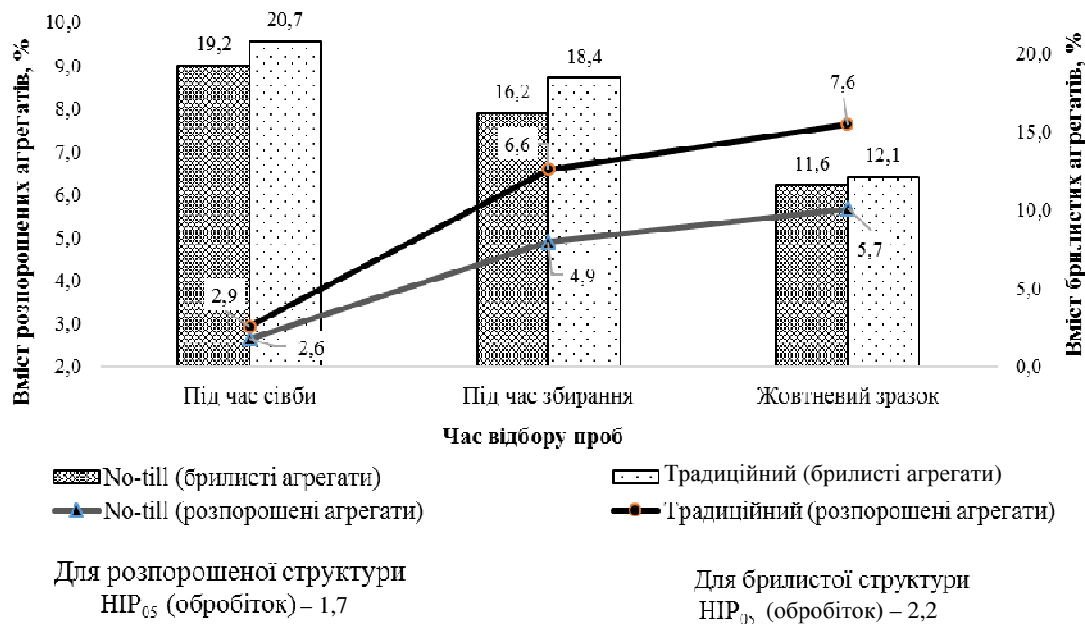 Вміст розпорошених агрегатів, %
10,0
9,0
8,0
7,0
6,0
5,0
4,0
3,0
2,0
19,2
20,7
16,2
18,4
11,6
12,1
2,9
6,6
7,6
2,6
4,9
5,7
20,0
15,0
10,0
5,0
0,0
Вміст брилистих агрегатів, %
Під час сівби
Під час збирання
Жовтневий зразок
Час відбору проб
No-till (брилисті агрегати)
Традиційний (брилисті агрегати)
No-till (розпорошені агрегати)
Традиційний (розпорошені агрегати)
Для розпорошеної структури
НІР05 (обробіток) – 1,7
Для брилистої структури
НІР05 (обробіток) – 2,2